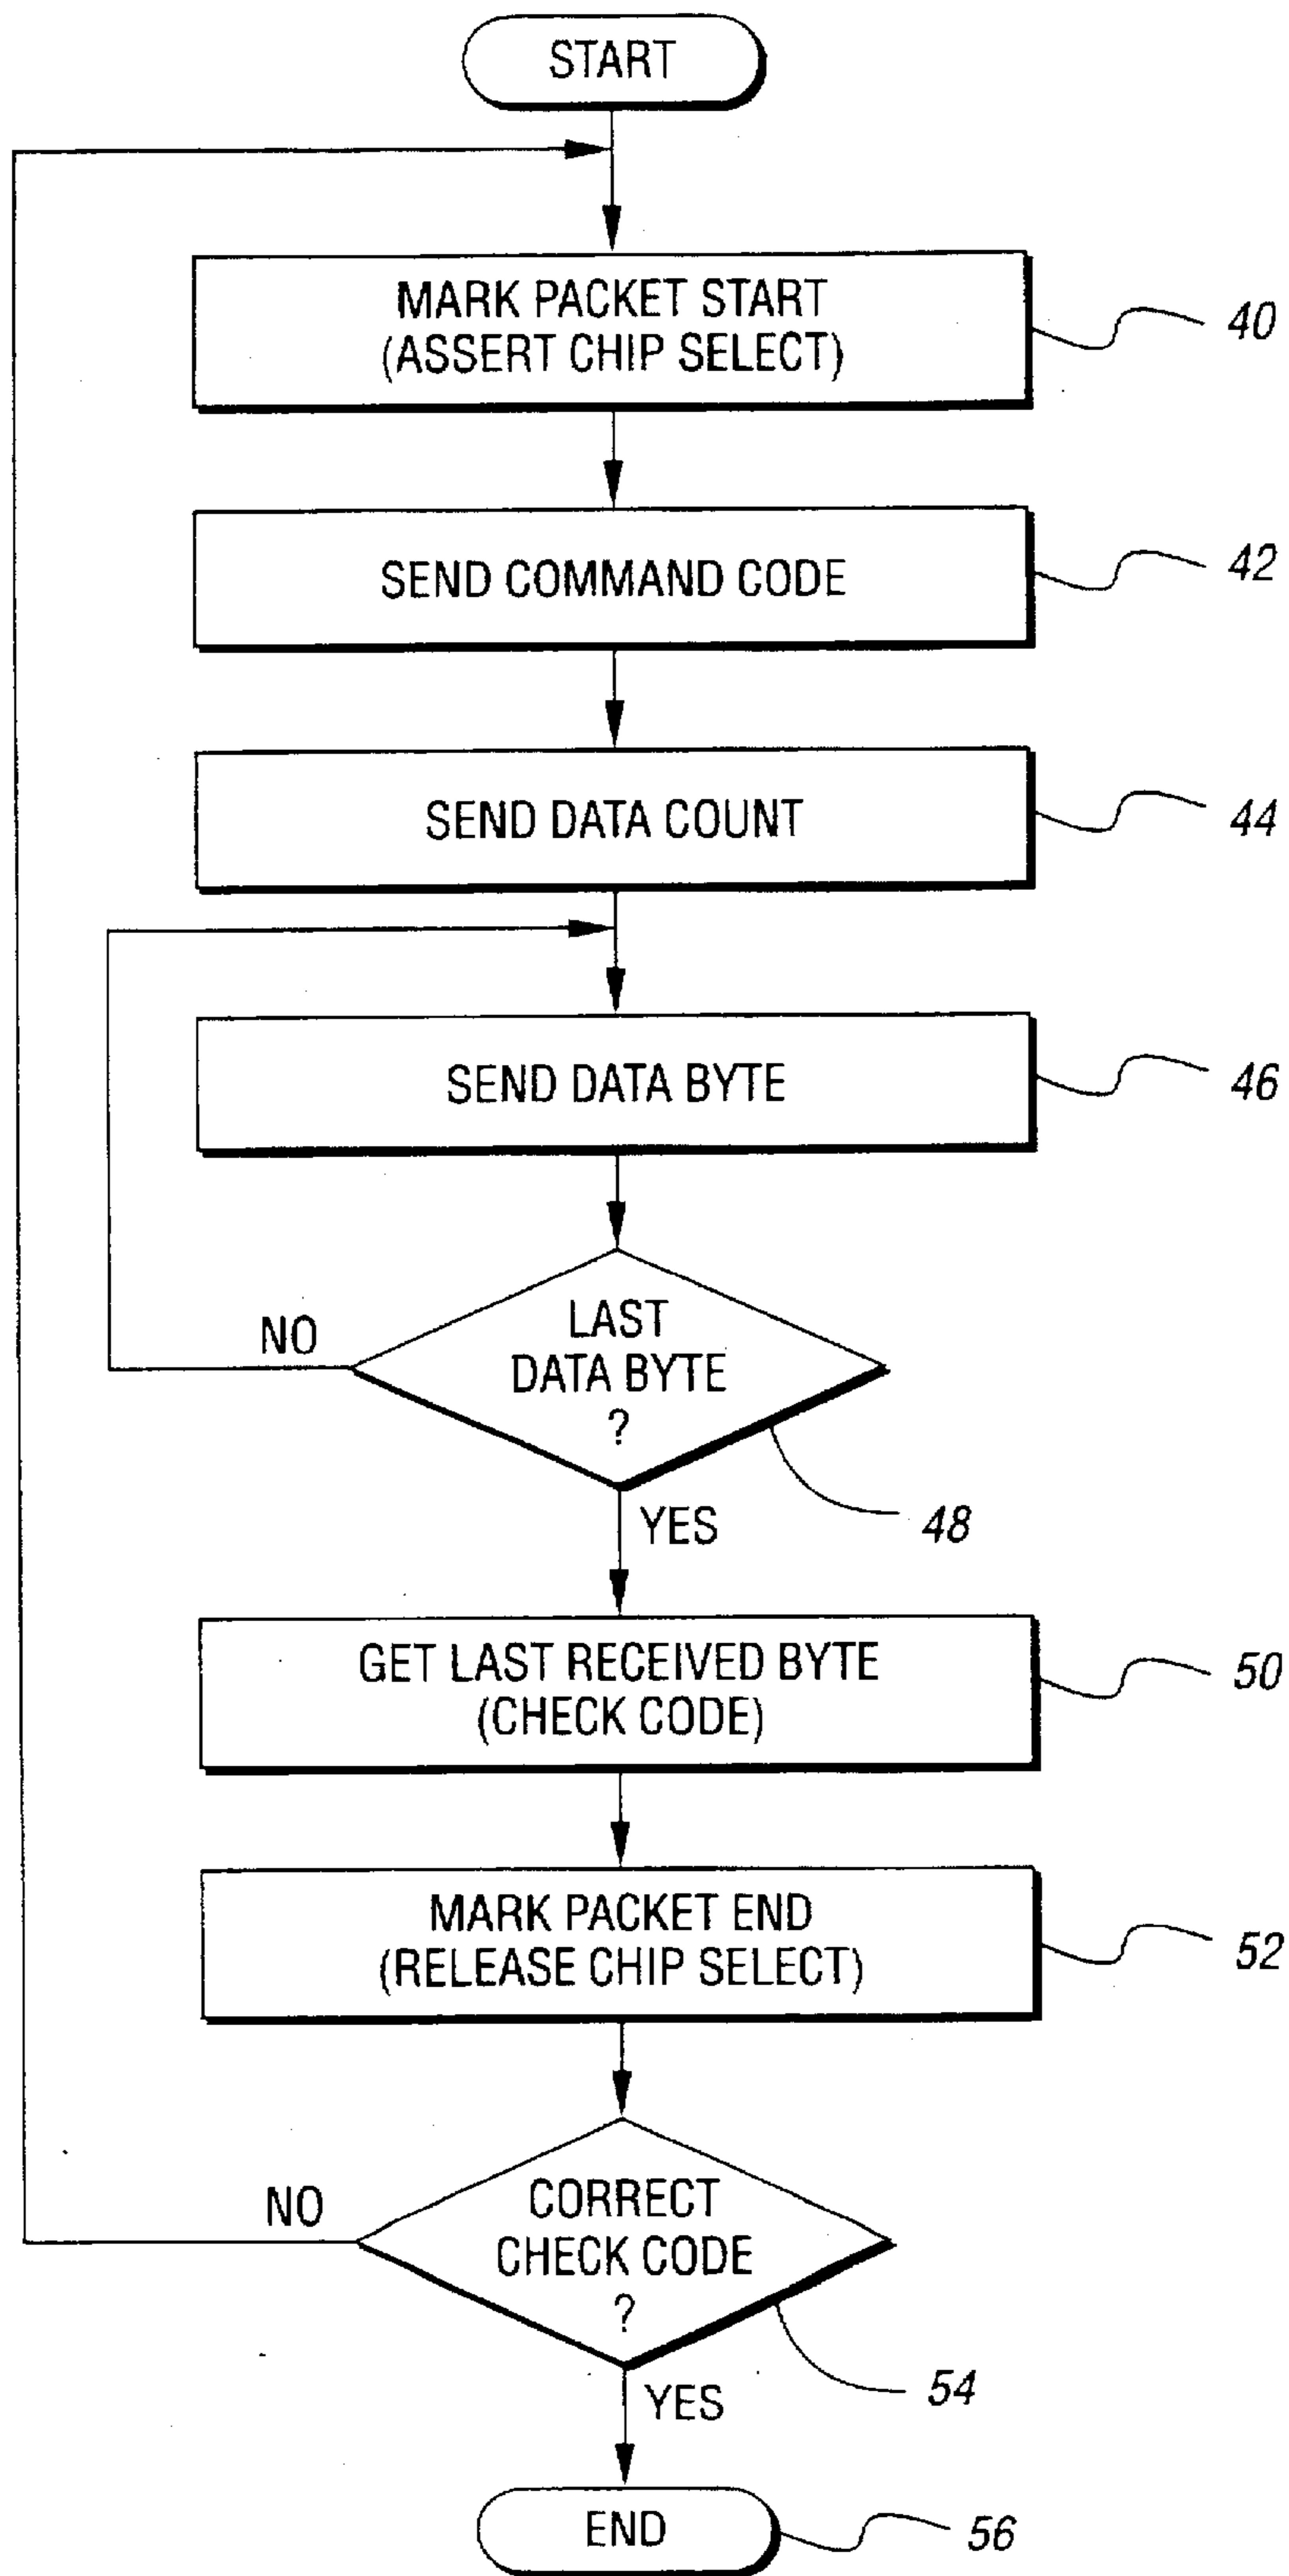 START
MARK PACKET START
(ASSERT CHIP SELECT)
40
SEND COMMAND CODE
42
SEND DATA COUNT
44
SEND DATA BYTE
46
LAST
DATA BYTE
?
NO
48
YES
GET LAST RECEIVED BYTE
(CHECK CODE)
50
MARK PACKET END
(RELEASE CHIP SELECT)
52
CORRECT
CHECK CODE
?
NO
54
YES
END
56